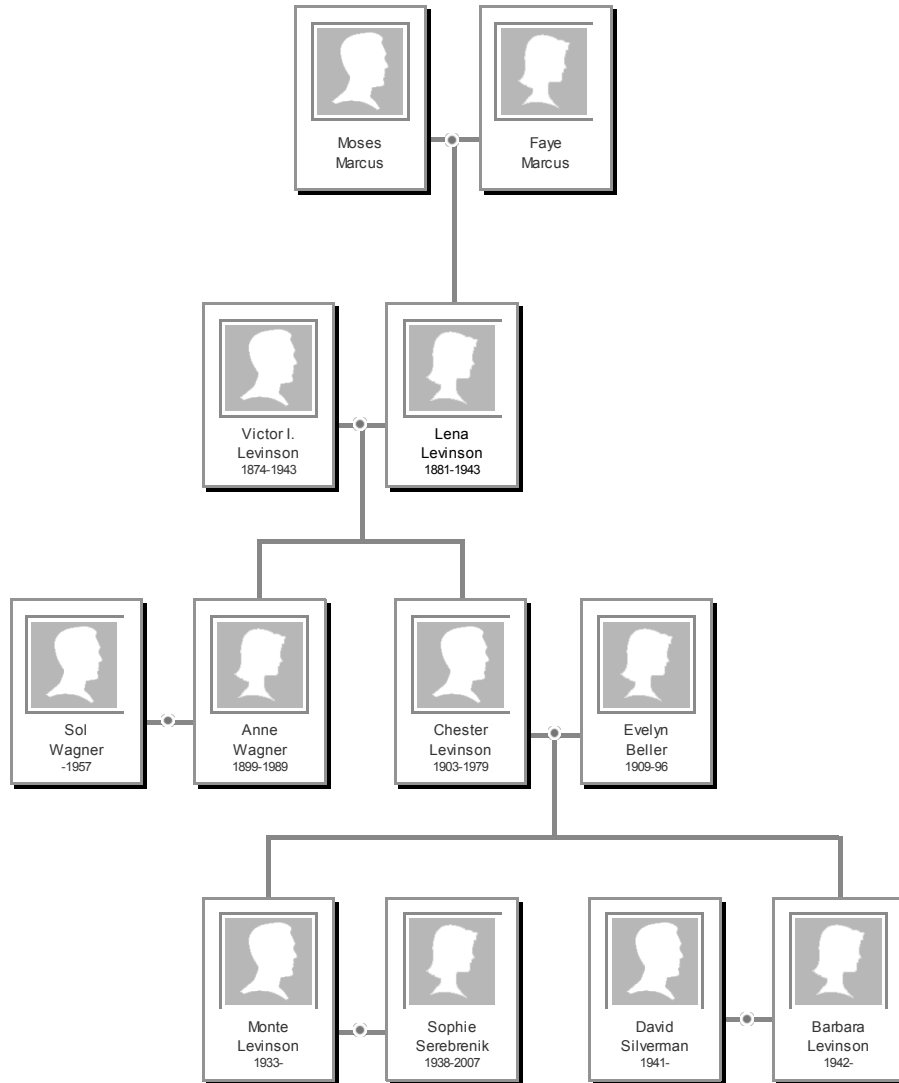 Moses
Marcus
Faye
Marcus
Victor I.
Levinson
1874-1943
Lena
Levinson
1881-1943
Sol
Wagner
-1957
Anne
Wagner
1899-1989
Chester
Levinson
1903-1979
Evelyn
Beller
1909-96
Monte
Levinson
1933-
Sophie
Serebrenik
1938-2007
David
Silverman
1941-
Barbara
Levinson
1942-